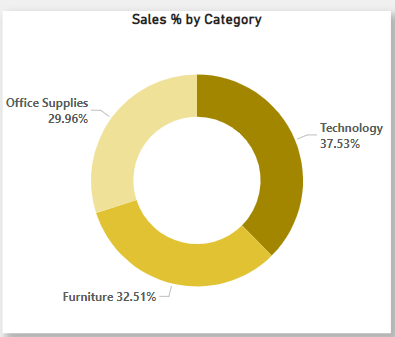 Sales % by Category
Office Supplies
29.96%
Technology
37.53%
Furniture 32.51%